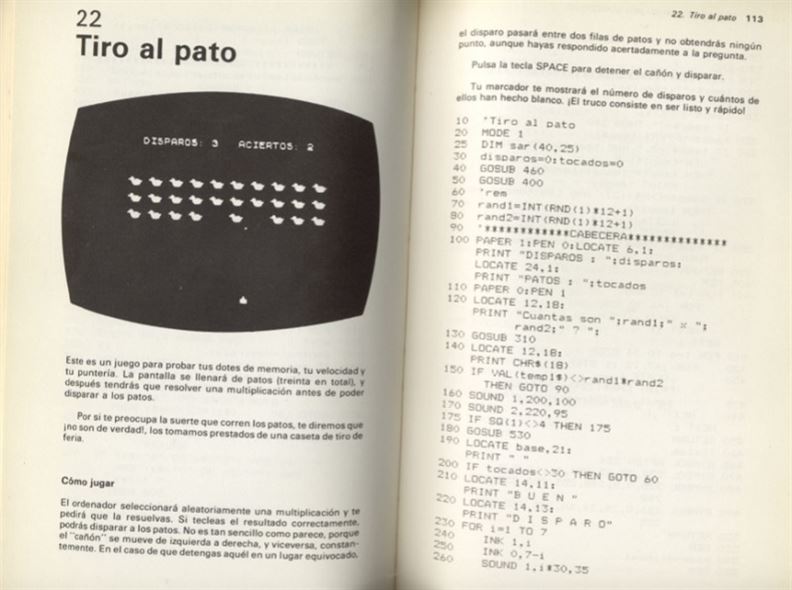 22
Tiro al pato
DISPAROS: 3   ACIERTOS: 2
Este es un juego para probar tus dotes de memoria, tu velocidad y
tu puntería. La pantalla se llenará de patos (treinta en total), y
después tendrás que resolver una multiplicación antes de poder
disparar a los patos.
Por si te preocupa la suerte que corren los patos, te diremos que
¡no son de verdad!, los tomamos prestados de una caseta de tiro de
feria.
Cómo jugar
El ordenador seleccionará aleatoriamente una multiplicación y te
pedirá que la resuelvas. Si tecleas el resultado correctamente,
podrás disparar a los patos. No es tan sencillo como parece, porque
el "cañón" se mueve de izquierda a derecha, y viceversa, constan-
temente. En el caso de que detengas aquél en un lugar equivocado,
22. Tiro al pato 113
el disparo pasará entre dos filas de patos y no obtendrás ningún
punto, aunque hayas respondido acertadamente a la pregunta.
Pulsa la tecla SPACE para detener el cañón y disparar.
Tu marcador te mostrará el número de disparos y cuántos de
ellos han hecho blanco. ¡El truco consiste en ser listo y rápido!
10 'Tiro al pato
20 MODE 1
25 DIM sar(40,25)
30 disparos=0:tocados=0
40 GOSUB 460
50 GOSUB 400
60 'rem
70 rand1=INT(RND(1)*12+1)
80 rand2=INT(RND(1)*12+1)
90 '************CABECERA**************
100 PAPER 1:PEN 0:LOCATE 6,1:
PRINT "DISPAROS : ";disparos:
LOCATE 24,1:
PRINT "PATOS : ";tocados
110 PAPER 0:PEN 1
120 LOCATE 12,18:
PRINT "Cuantas son ";rand1;" x ";
rand2;" ? ";
130 GOSUB 310
140 LOCATE 12,18:
PRINT CHR$(18)
150 IF VAL(temp1$)<>rand1*rand2
THEN GOTO 90
160 SOUND 1,200,100
170 SOUND 2,220,95
175 IF SQ(1)<>4 THEN 175
180 GOSUB 530
190 LOCATE base,21:
PRINT " "
200 IF tocados<>30 THEN GOTO 60
210 LOCATE 14,11:
PRINT "B U E N "
220 LOCATE 14,13:
PRINT "D I S P A R O"
230 FOR i=1 TO 7
240 INK 1,i
250 INK 0,7-i
260 SOUND 1,i*30,35